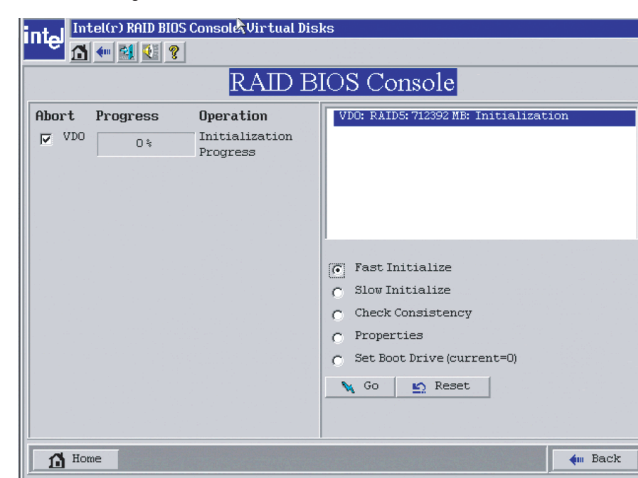 intel
Intel(r) RAID BIOS Console Virtual Disks
RAID BIOS Console
Abort Progress Operation
VD0 0% Initialization
Progress
VD0: RAID5: 712392 MB: Initialization
Fast Initialize
Slow Initialize
Check Consistency
Properties
Set Boot Drive (current=0)
Go Reset
Home Back